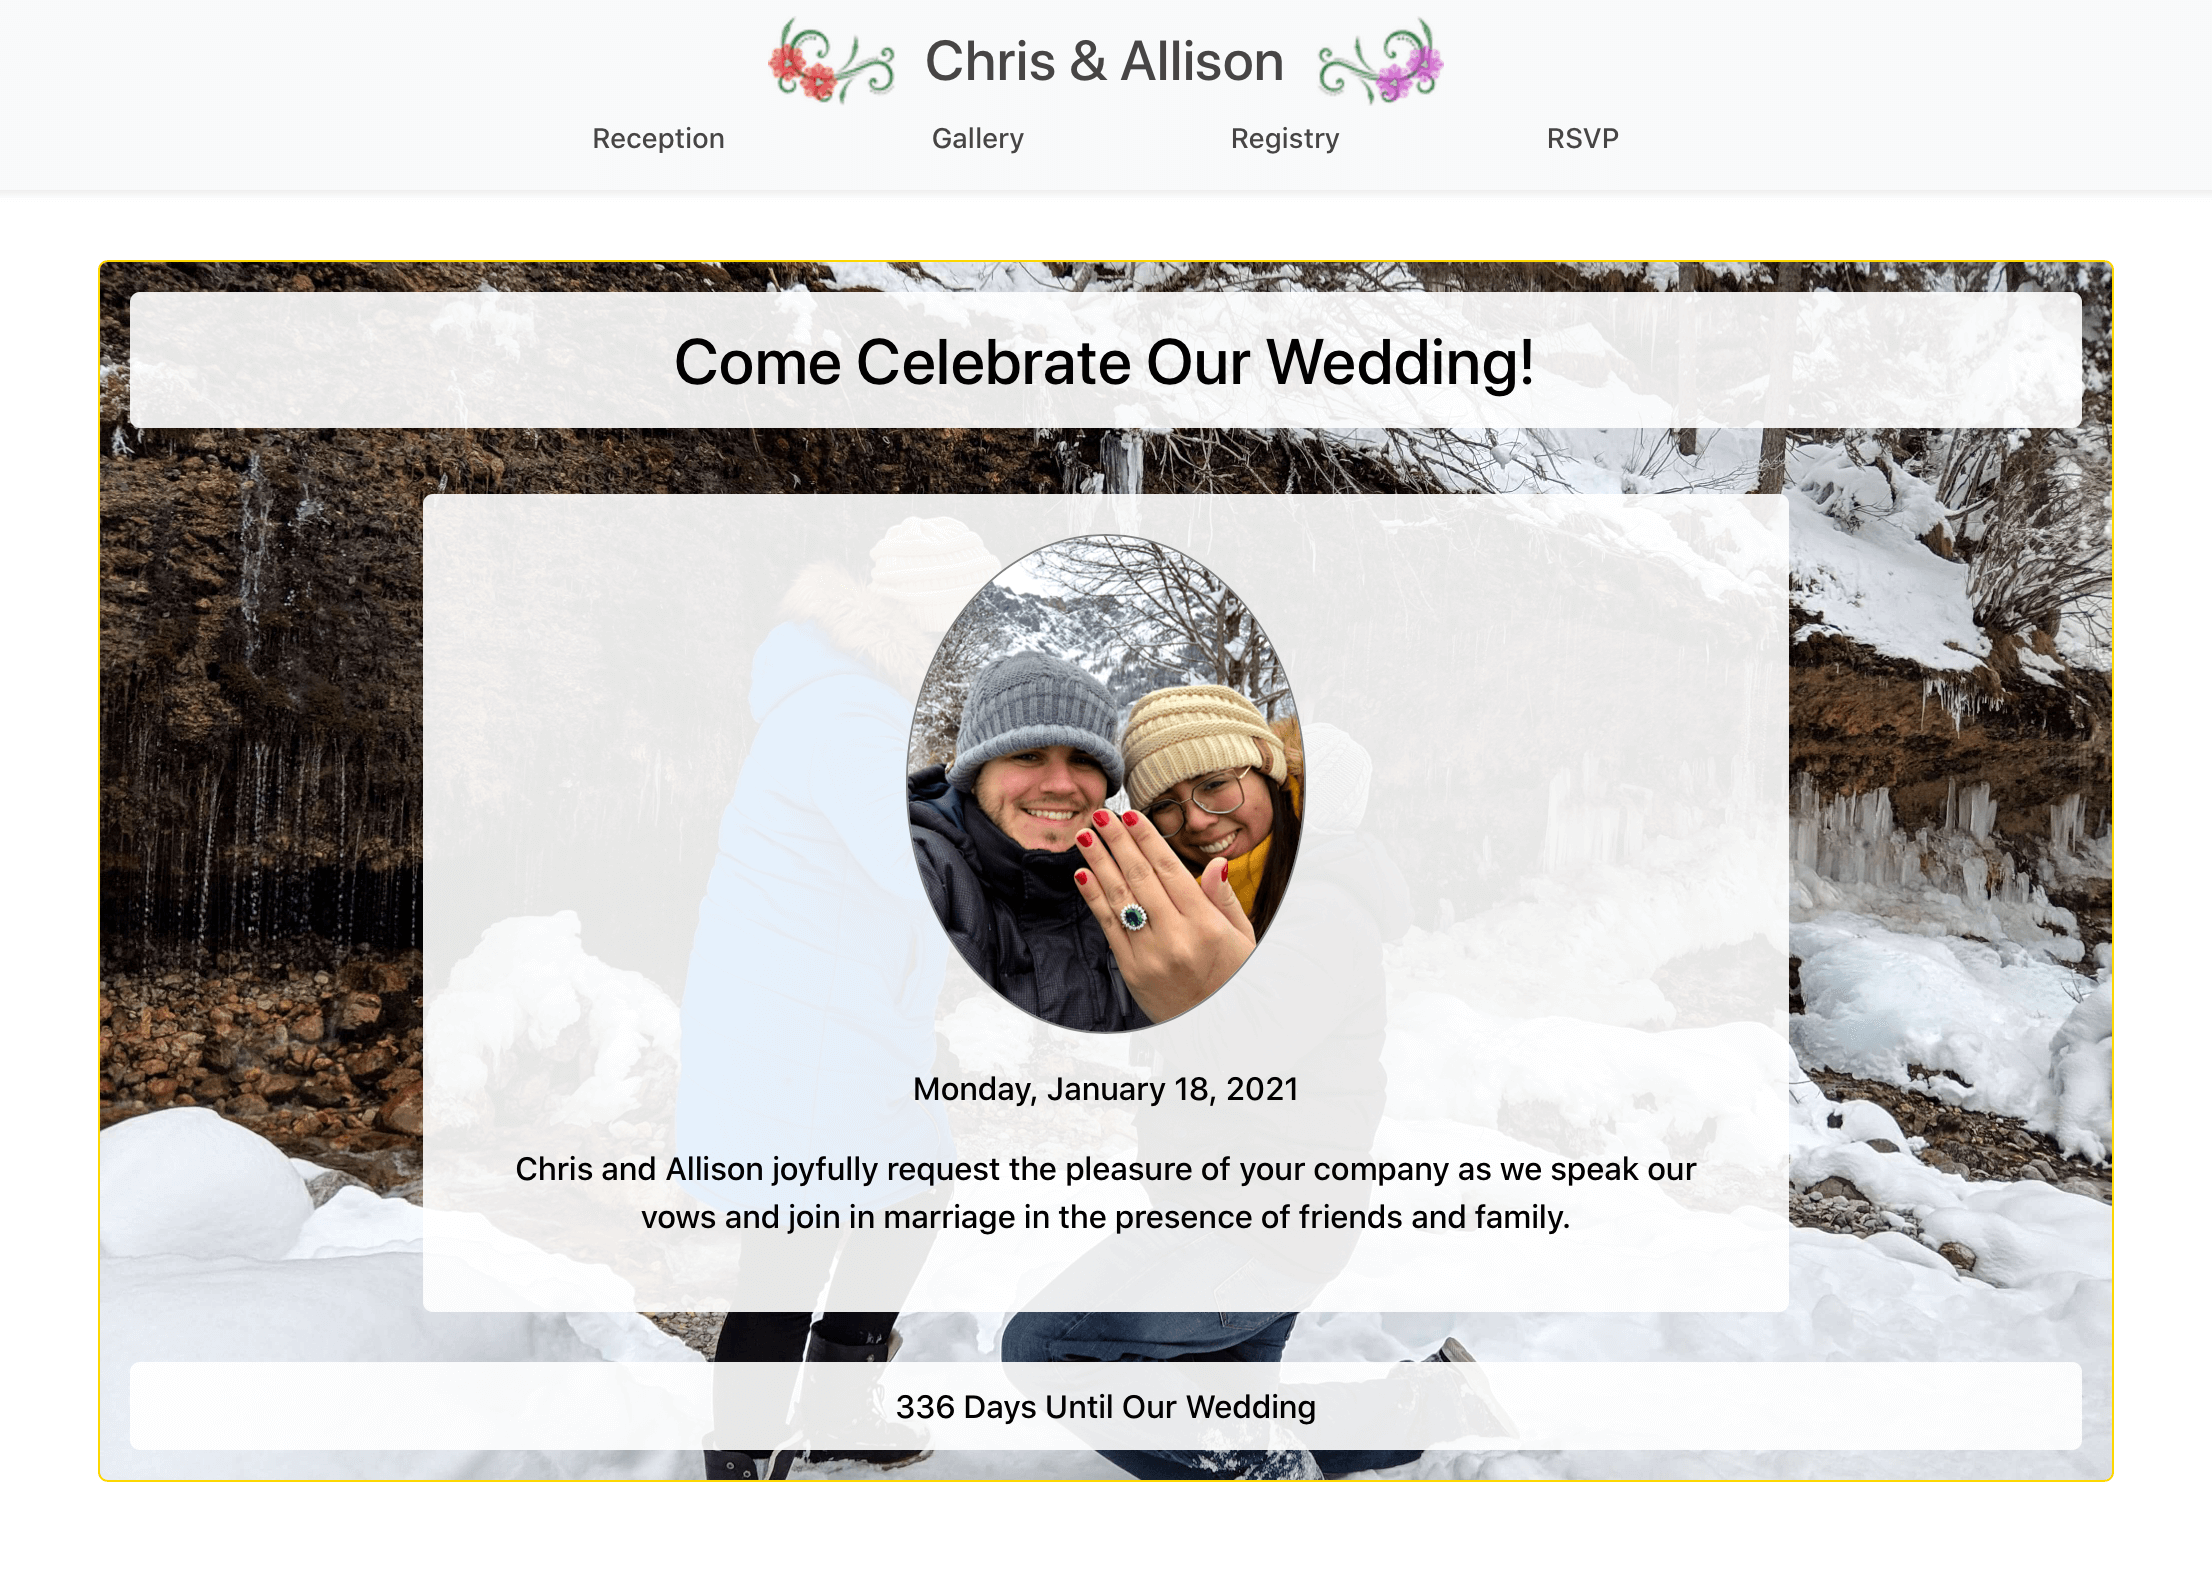 Chris & Allison
Reception Gallery Registry RSVP
Come Celebrate Our Wedding!
Monday, January 18, 2021
Chris and Allison joyfully request the pleasure of your company as we speak our
vows and join in marriage in the presence of friends and family.
336 Days Until Our Wedding